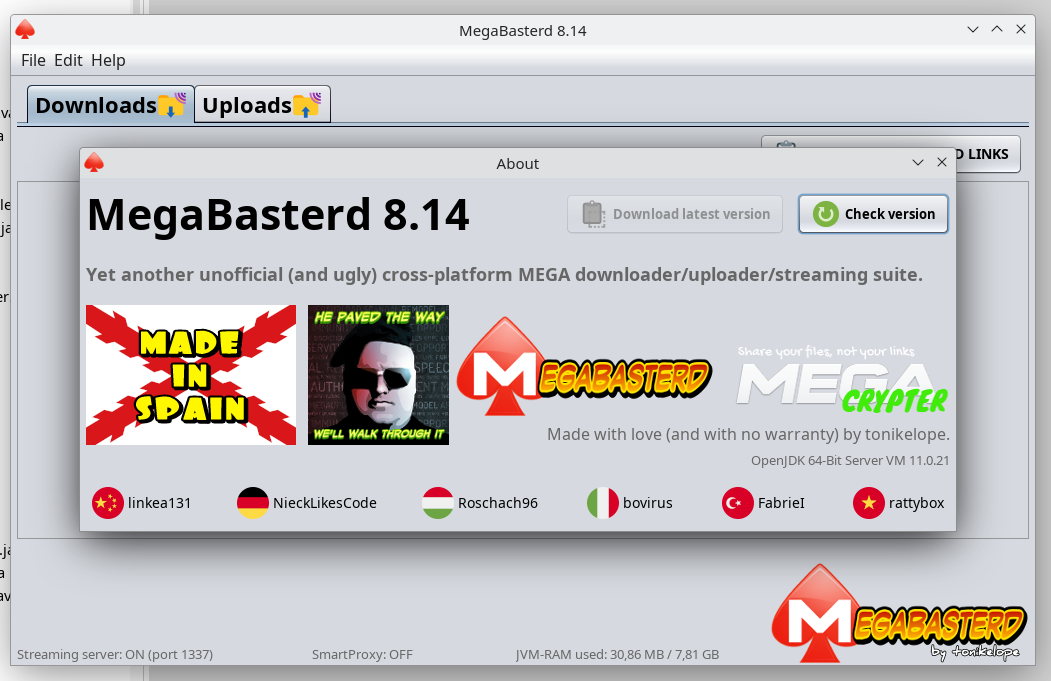 MegaBasterd 8.14
File Edit Help
Downloads
Uploads
D LINKS
About
MegaBasterd 8.14
Download latest version
Check version
Yet another unofficial (and ugly) cross-platform MEGA downloader/uploader/streaming suite.
MADE
IN
SPAIN
HE PAVED THE WAY
WE'LL WALK THROUGH IT
MEGABASTERD
Share your files, not your links
MEGA
CRYPTER
Made with love (and with no warranty) by tonikelope.
OpenJDK 64-Bit Server VM 11.0.21
linkea131
NieckLikesCode
Roschach96
bovirus
FabrieI
rattybox
MEGABASTERD
by tonikelope
Streaming server: ON (port 1337)
SmartProxy: OFF
JVM-RAM used: 30,86 MB / 7,81 GB